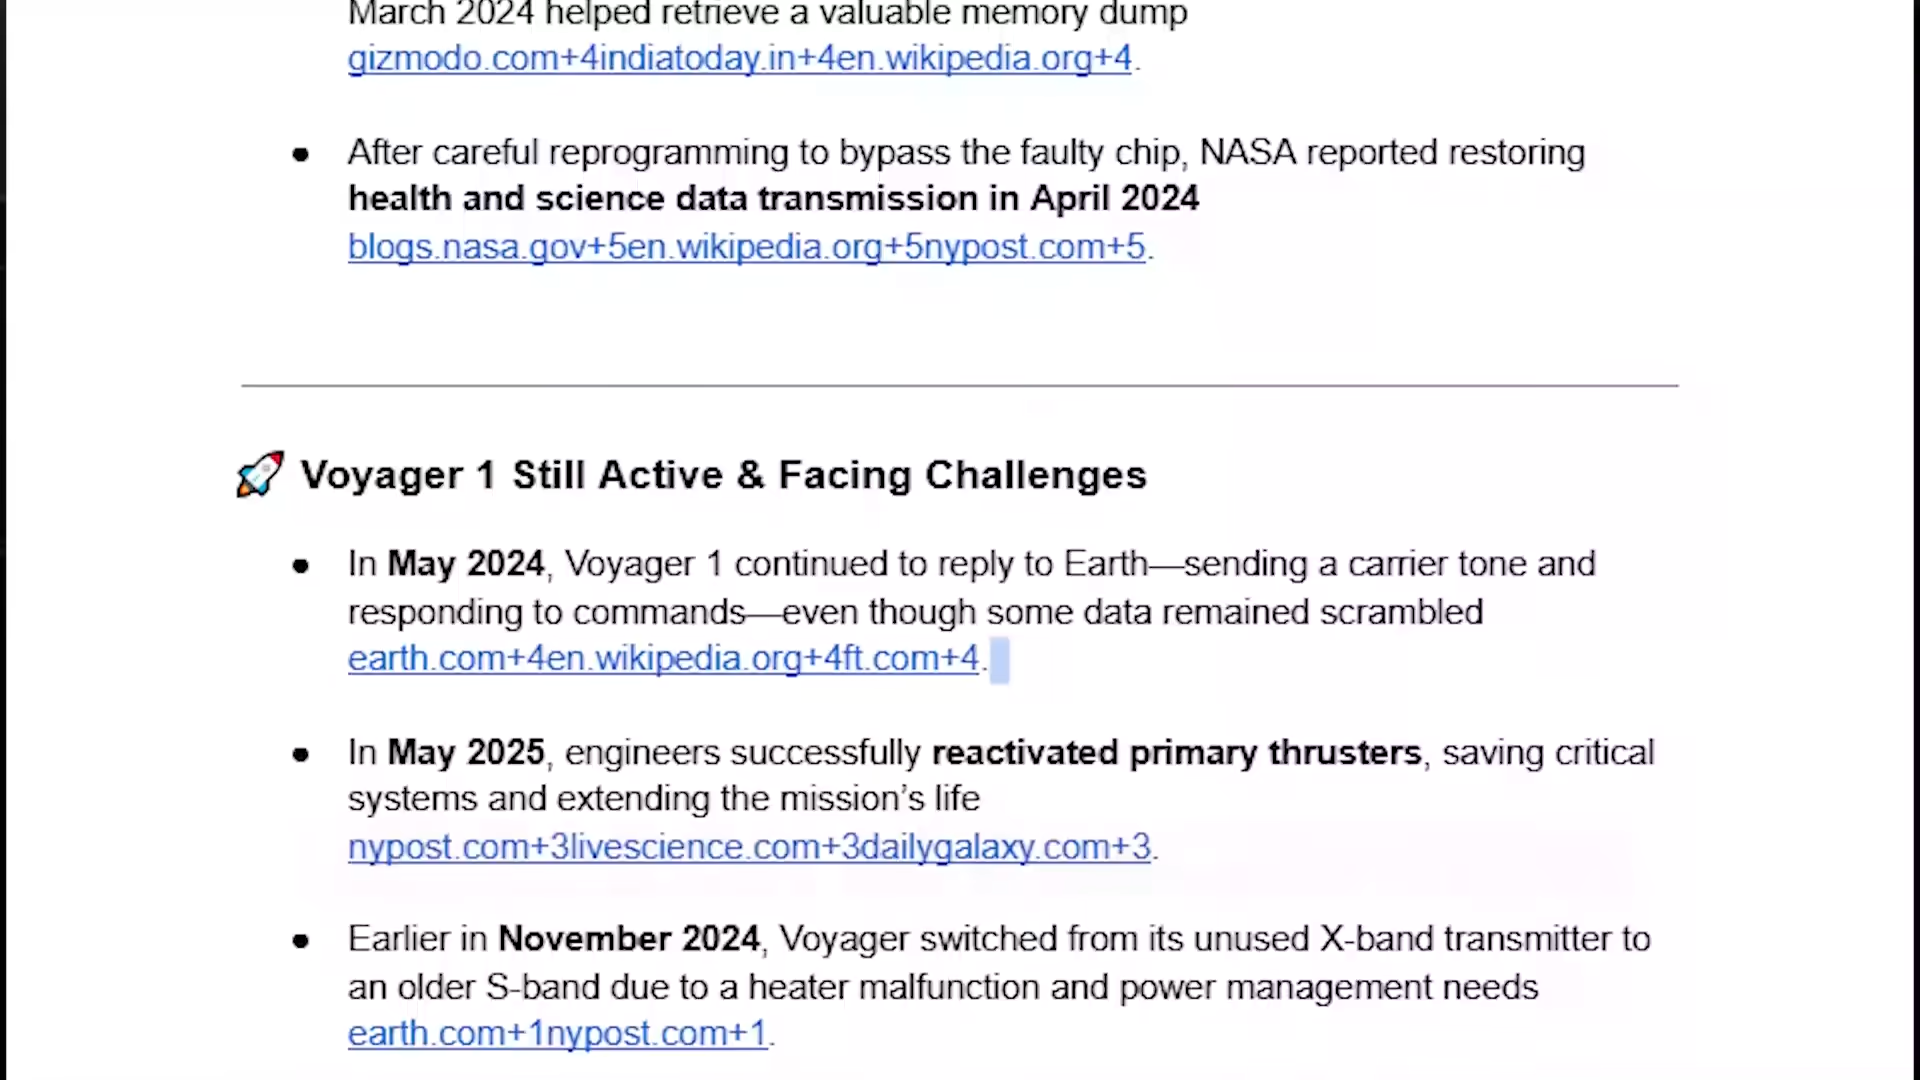 March 2024 helped retrieve a valuable memory dump
gizmodo.com+4indiatoday.in+4en.wikipedia.org+4.
● After careful reprogramming to bypass the faulty chip, NASA reported restoring
health and science data transmission in April 2024
blogs.nasa.gov+5en.wikipedia.org+5nypost.com+5.
🚀 Voyager 1 Still Active & Facing Challenges
● In May 2024, Voyager 1 continued to reply to Earth—sending a carrier tone and
responding to commands—even though some data remained scrambled
earth.com+4en.wikipedia.org+4ft.com+4.
● In May 2025, engineers successfully reactivated primary thrusters, saving critical
systems and extending the mission’s life
nypost.com+3livescience.com+3dailygalaxy.com+3.
● Earlier in November 2024, Voyager switched from its unused X-band transmitter to
an older S-band due to a heater malfunction and power management needs
earth.com+1nypost.com+1.